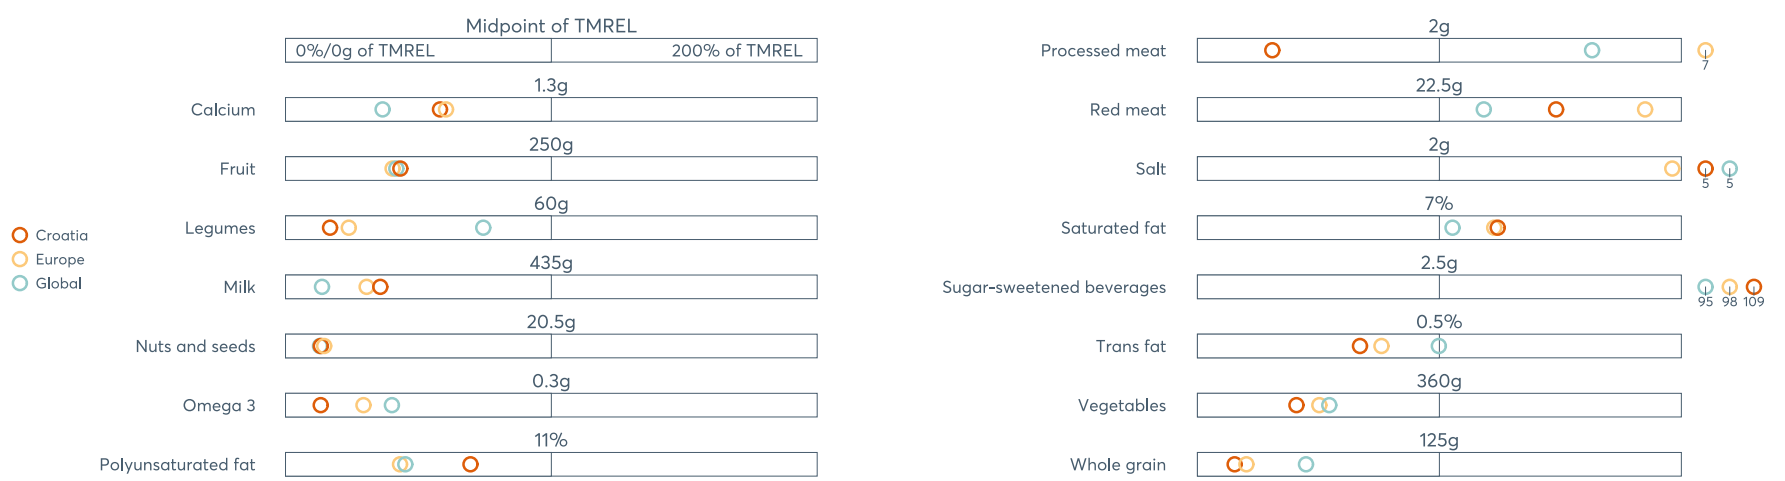 Midpoint of TMREL
0%/0g of TMREL
200% of TMREL
1.3g
Calcium
250g
Fruit
60g
Legumes
435g
Milk
20.5g
Nuts and seeds
0.3g
Omega 3
11%
Polyunsaturated fat
Croatia
Europe
Global
2g
Processed meat
7
22.5g
Red meat
2g
Salt
5 5
7%
Saturated fat
2.5g
Sugar-sweetened beverages
95 98 109
0.5%
Trans fat
360g
Vegetables
125g
Whole grain